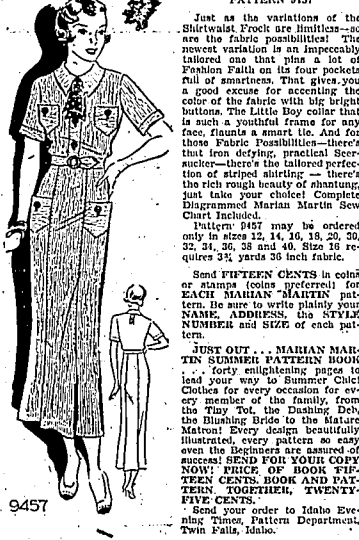 PATTERN 9457
Just as the variations of the
Shirtwaist Frock are limitless—so
are the fabric possibilities! The
newest variation is an impeccably
tailored one that pins a lot of
Fashion Faith on its four pockets
full of smartness. That gives you
a good excuse for accenting the
color of the fabric with big bright
buttons. The Little Boy collar that
is such a youthful frame for any
face, flaunts a smart tie. And for
those Fabric Possibilities—there's
that iron defying, practical Seer-
sucker—there's the tailored perfec-
tion of striped shirting — there's
the rich rough beauty of shantung,
just take your choice! Complete
Diagrammed Marian Martin Sew
Chart Included.
Pattern 9457 may be ordered
only in sizes 12, 14, 16, 18, 20, 30,
32, 34, 36, 38 and 40. Size 16 re-
quires 3¾ yards 36 inch fabric.
Send FIFTEEN CENTS in coins
or stamps (coins preferred) for
EACH MARIAN MARTIN pat-
tern. Be sure to write plainly your
NAME, ADDRESS, the STYLE
NUMBER and SIZE of each pat-
tern.
JUST OUT . . . MARIAN MAR-
TIN SUMMER PATTERN BOOK
. . . forty enlightening pages to
lead your way to Summer Chic!
Clothes for every occasion for ev-
ery member of the family, from
the Tiny Tot, the Dashing Deb,
the Blushing Bride to the Mature
Matron! Every design beautifully
illustrated, every pattern so easy
even the Beginners are assured of
success! SEND FOR YOUR COPY
NOW! PRICE OF BOOK FIF-
TEEN CENTS. BOOK AND PAT-
TERN TOGETHER, TWENTY-
FIVE CENTS.
Send your order to Idaho Eve-
ning Times, Pattern Department,
Twin Falls, Idaho.
9457